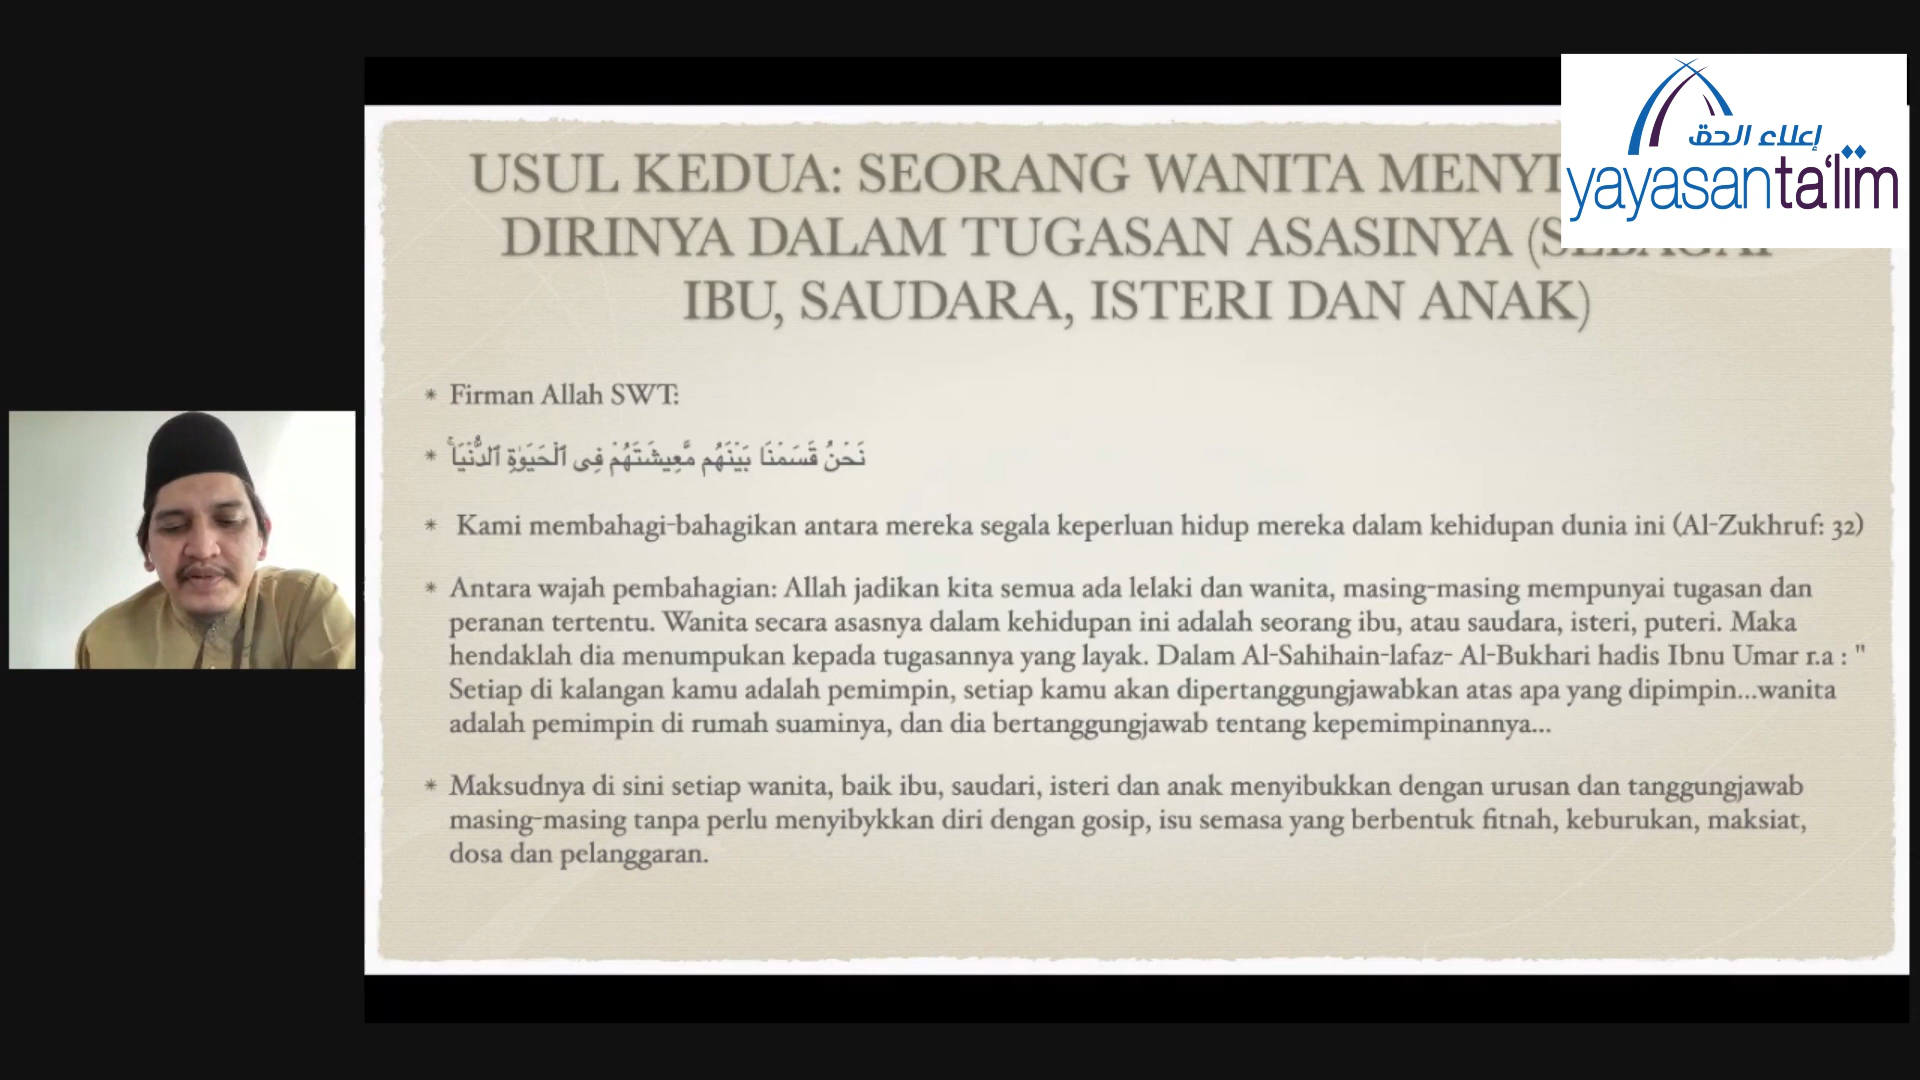 إعلاء الحق
yayasanta'lim
USUL KEDUA: SEORANG WANITA
DIRINYA DALAM TUGASAN ASASINYA (SEBAGAI
IBU, SAUDARA, ISTERI DAN ANAK)
* Firman Allah SWT:
* نَحْنُ قَسَمْنَا بَيْنَهُم مَّعِيشَتَهُمْ فِى ٱلْحَيَوٰةِ ٱلدُّنْيَاۚ
* Kami membahagi-bahagikan antara mereka segala keperluan hidup mereka dalam kehidupan dunia ini (Al-Zukhruf: 32)
* Antara wajah pembahagian: Allah jadikan kita semua ada lelaki dan wanita, masing-masing mempunyai tugasan dan
peranan tertentu. Wanita secara asasnya dalam kehidupan ini adalah seorang ibu, atau saudara, isteri, puteri. Maka
hendaklah dia menumpukan kepada tugasannya yang layak. Dalam Al-Sahihain-lafaz- Al-Bukhari hadis Ibnu Umar r.a : "
Setiap di kalangan kamu adalah pemimpin, setiap kamu akan dipertanggungjawabkan atas apa yang dipimpin...wanita
adalah pemimpin di rumah suaminya, dan dia bertanggungjawab tentang kepemimpinannya...
* Maksudnya di sini setiap wanita, baik ibu, saudari, isteri dan anak menyibukkan dengan urusan dan tanggungjawab
masing-masing tanpa perlu menyibykkan diri dengan gosip, isu semasa yang berbentuk fitnah, keburukan, maksiat,
dosa dan pelanggaran.